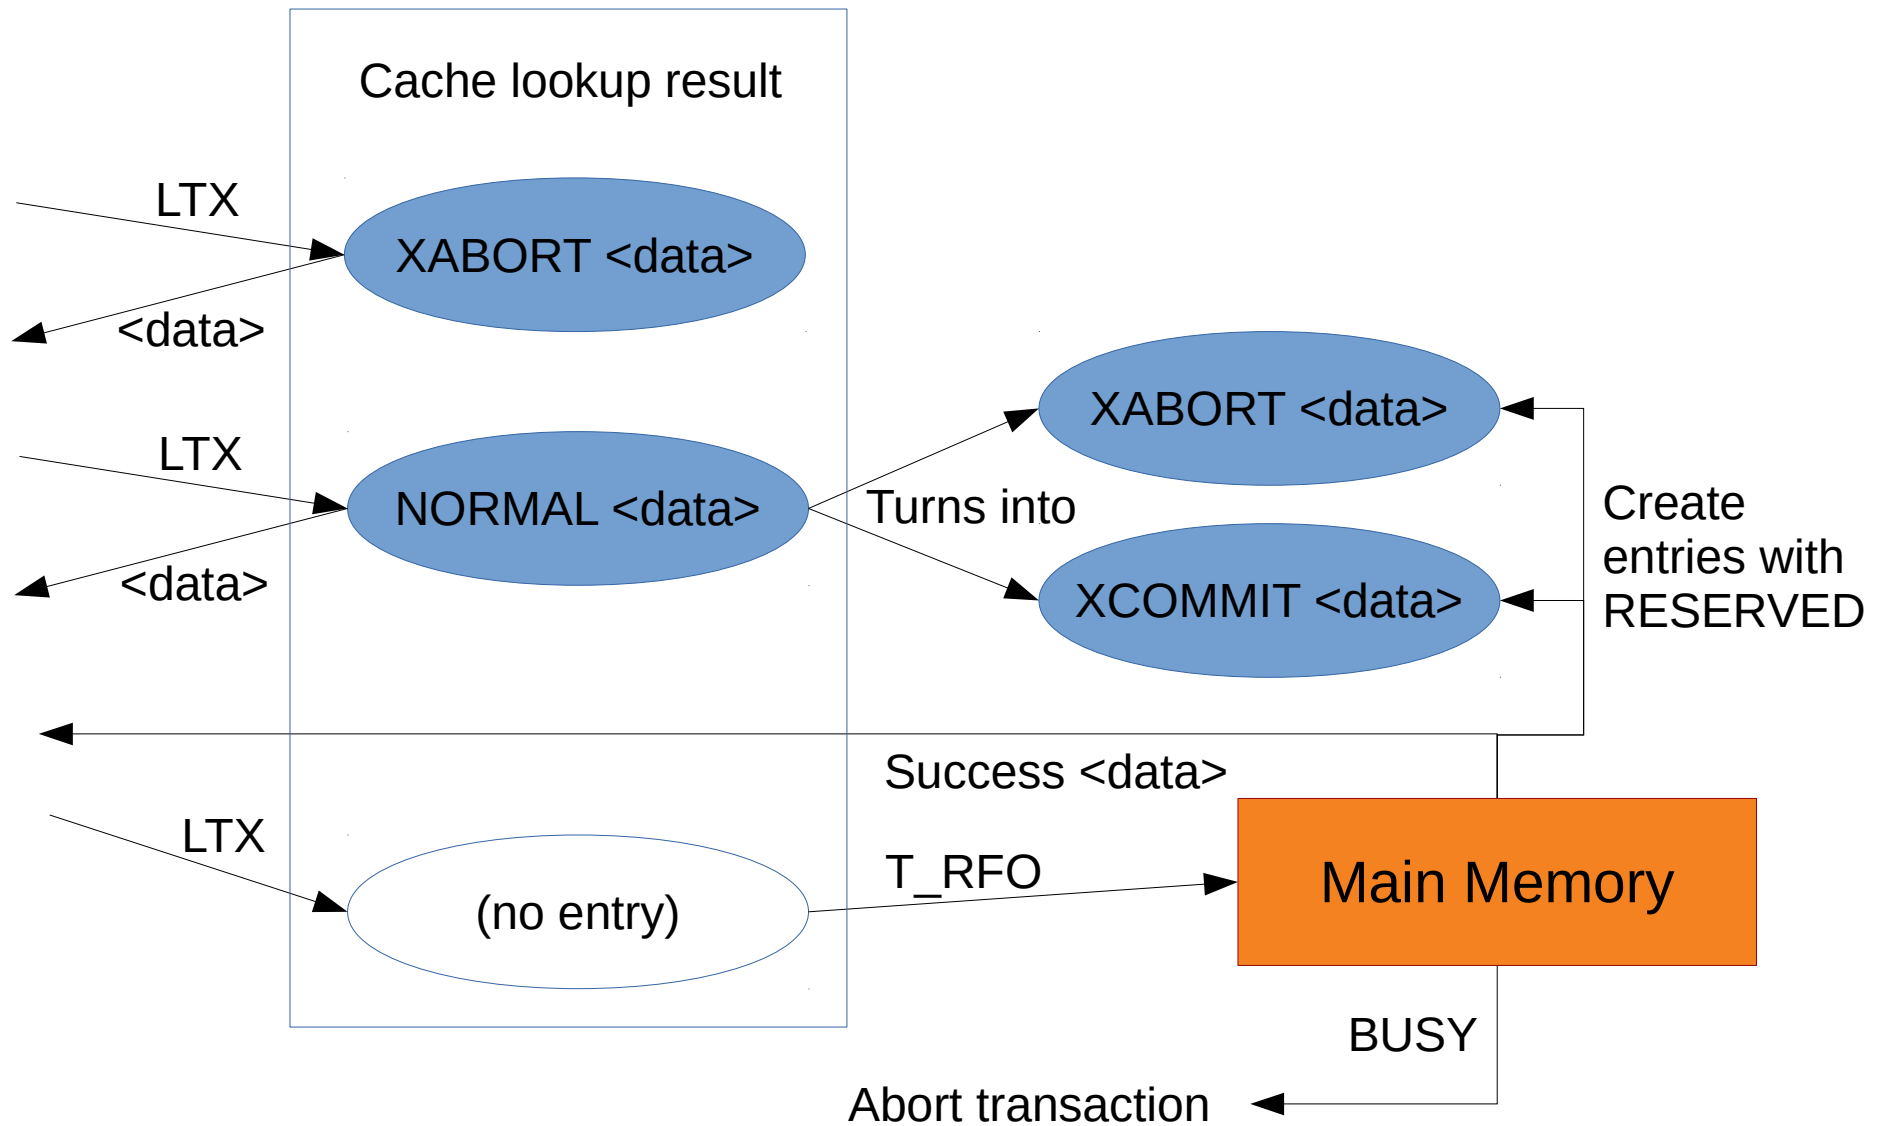 Cache lookup result
LTX
XABORT <data>
<data>
XABORT <data>
LTX
NORMAL <data>
Turns into
<data>
XCOMMIT <data>
Create
entries with
RESERVED
Success <data>
LTX
(no entry)
T_RFO
Main Memory
BUSY
Abort transaction